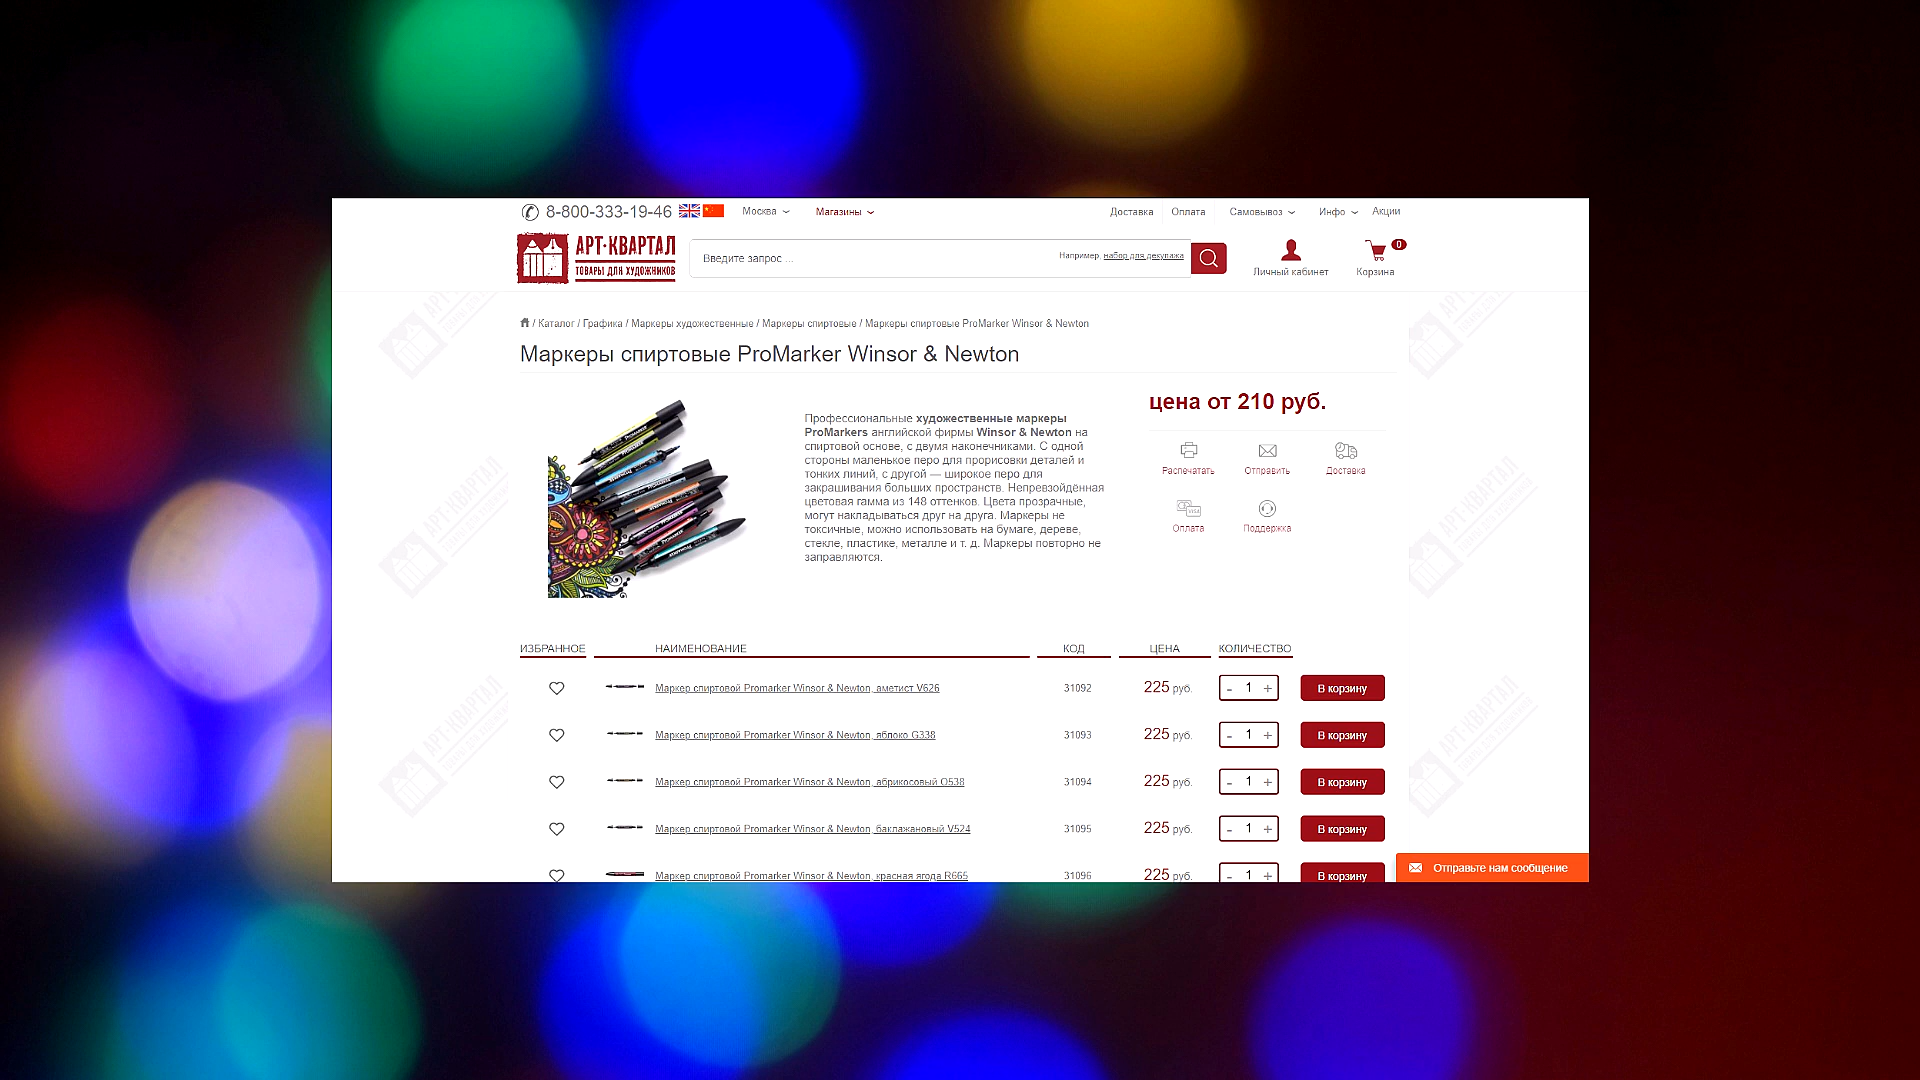 8-800-333-19-46 Москва Магазины Доставка Оплата Самовывоз Инфо Акции
АРТ·КВАРТАЛ
ТОВАРЫ ДЛЯ ХУДОЖНИКОВ
Введите запрос ... Например, набор для декупажа
Личный кабинет
0
Корзина
/ Каталог / Графика / Маркеры художественные / Маркеры спиртовые / Маркеры спиртовые ProMarker Winsor & Newton
Маркеры спиртовые ProMarker Winsor & Newton
Профессиональные художественные маркеры
ProMarkers английской фирмы Winsor & Newton на
спиртовой основе, с двумя наконечниками. С одной
стороны маленькое перо для прорисовки деталей и
тонких линий, с другой — широкое перо для
закрашивания больших пространств. Непревзойдённая
цветовая гамма из 148 оттенков. Цвета прозрачные,
могут накладываться друг на друга. Маркеры не
токсичные, можно использовать на бумаге, дереве,
стекле, пластике, металле и т. д. Маркеры повторно не
заправляются.
цена от 210 руб.
Распечатать Отправить Доставка
Оплата Поддержка
ИЗБРАННОЕ НАИМЕНОВАНИЕ КОД ЦЕНА КОЛИЧЕСТВО
Маркер спиртовой Promarker Winsor & Newton, аметист V626 31092 225 руб. - 1 + В корзину
Маркер спиртовой Promarker Winsor & Newton, яблоко G338 31093 225 руб. - 1 + В корзину
Маркер спиртовой Promarker Winsor & Newton, абрикосовый O538 31094 225 руб. - 1 + В корзину
Маркер спиртовой Promarker Winsor & Newton, баклажановый V524 31095 225 руб. - 1 + В корзину
Маркер спиртовой Promarker Winsor & Newton, красная ягода R665 31096 225 руб. - 1 + В корзину
Отправьте нам сообщение